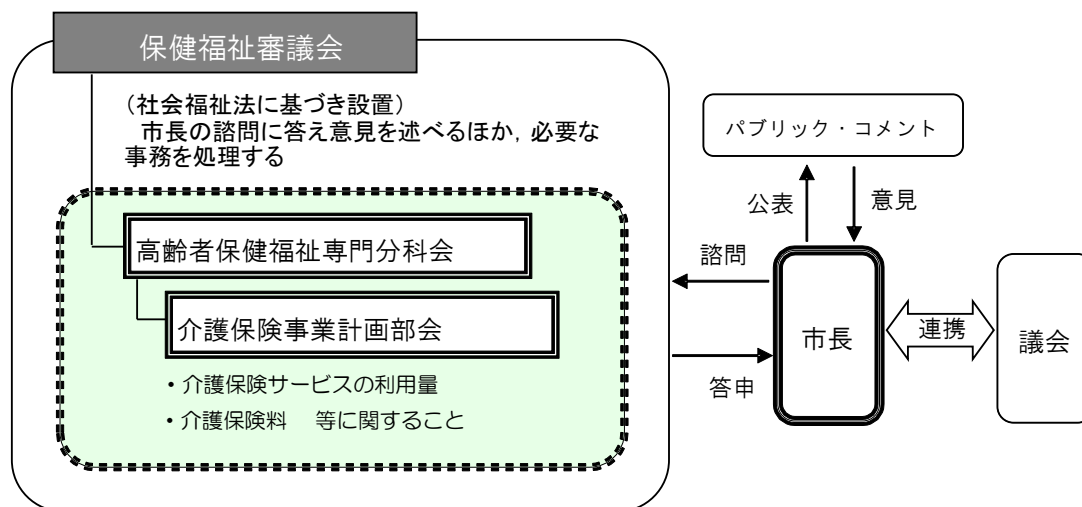 保健福祉審議会
（社会福祉法に基づき設置）
市長の諮問に答え意見を述べるほか，必要な
事務を処理する
高齢者保健福祉専門分科会
介護保険事業計画部会
・介護保険サービスの利用量
・介護保険料　等に関すること
パブリック・コメント
公表
意見
諮問
答申
市長
連携
議会